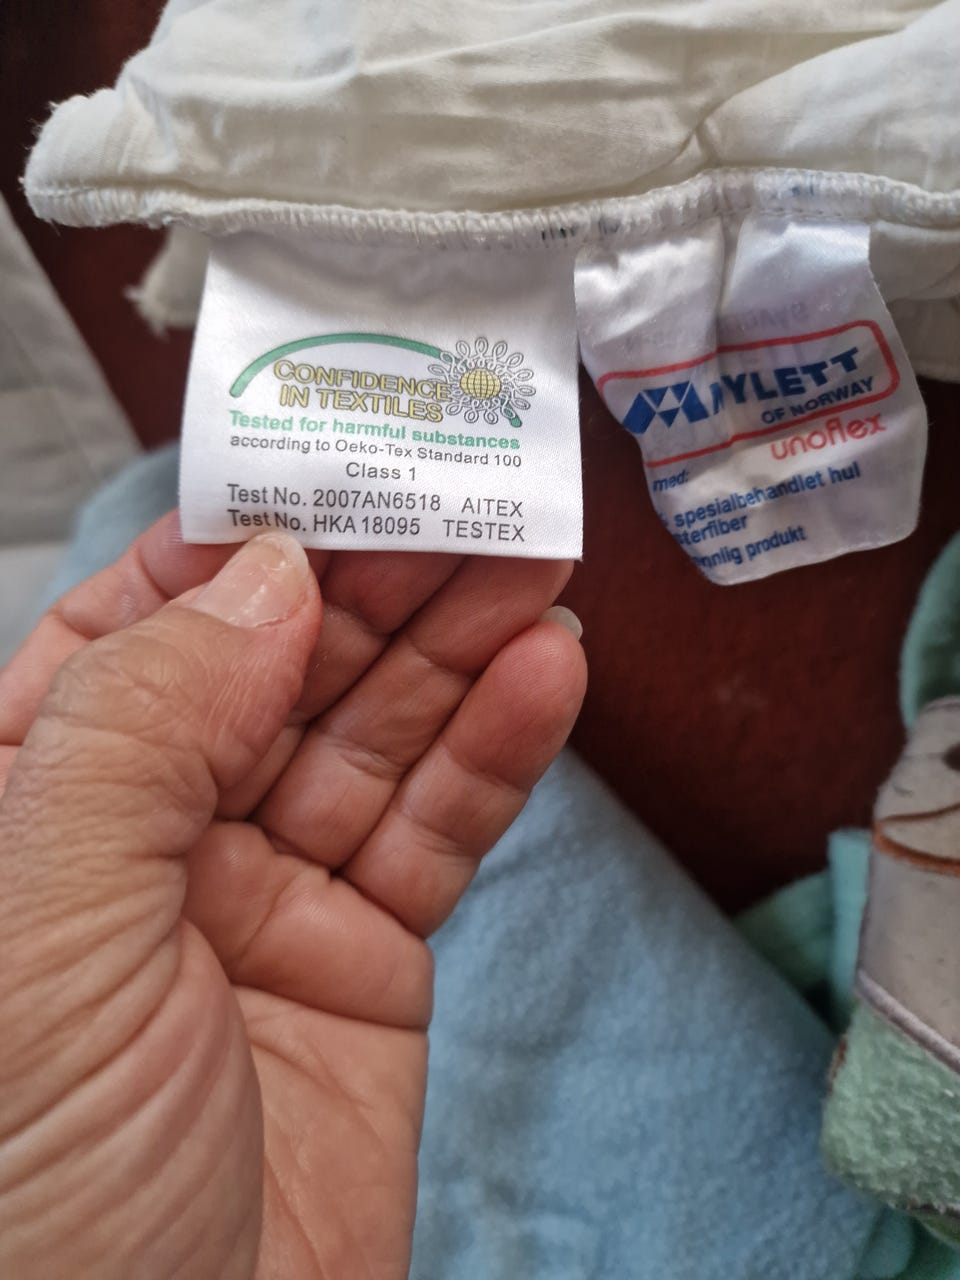 CONFIDENCE
IN TEXTILES
Tested for harmful substances
according to Oeko-Tex Standard 100
Class 1
Test No. 2007AN6518 AITEX
Test No. HKA 18095 TESTEX
MYLETT
OF NORWAY
unoflex
med:
spesialbehandlet hul
produkt